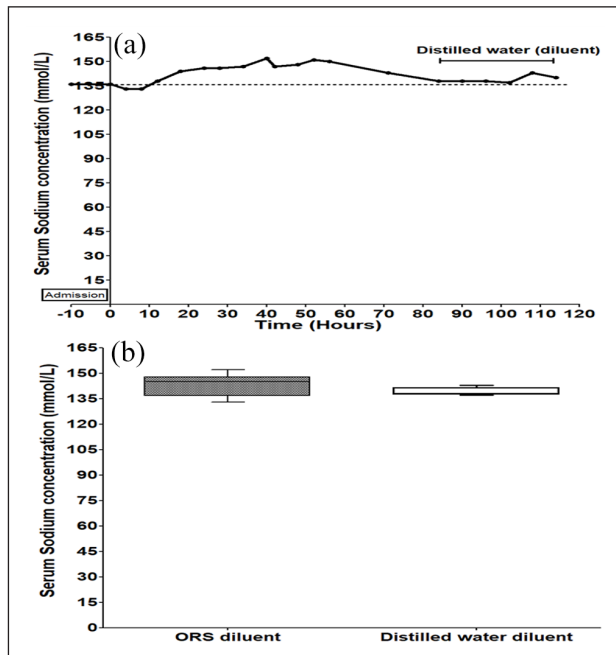 (a)
Serum Sodium concentration (mmol/L)
165
150
135
120
105
90
75
60
45
30
15
Distilled water (diluent)
Admission
-10 0 10 20 30 40 50 60 70 80 90 100 110 120
Time (Hours)
(b)
Serum Sodium concentration (mmol/L)
165
150
135
120
105
90
75
60
45
30
15
0
ORS diluent Distilled water diluent